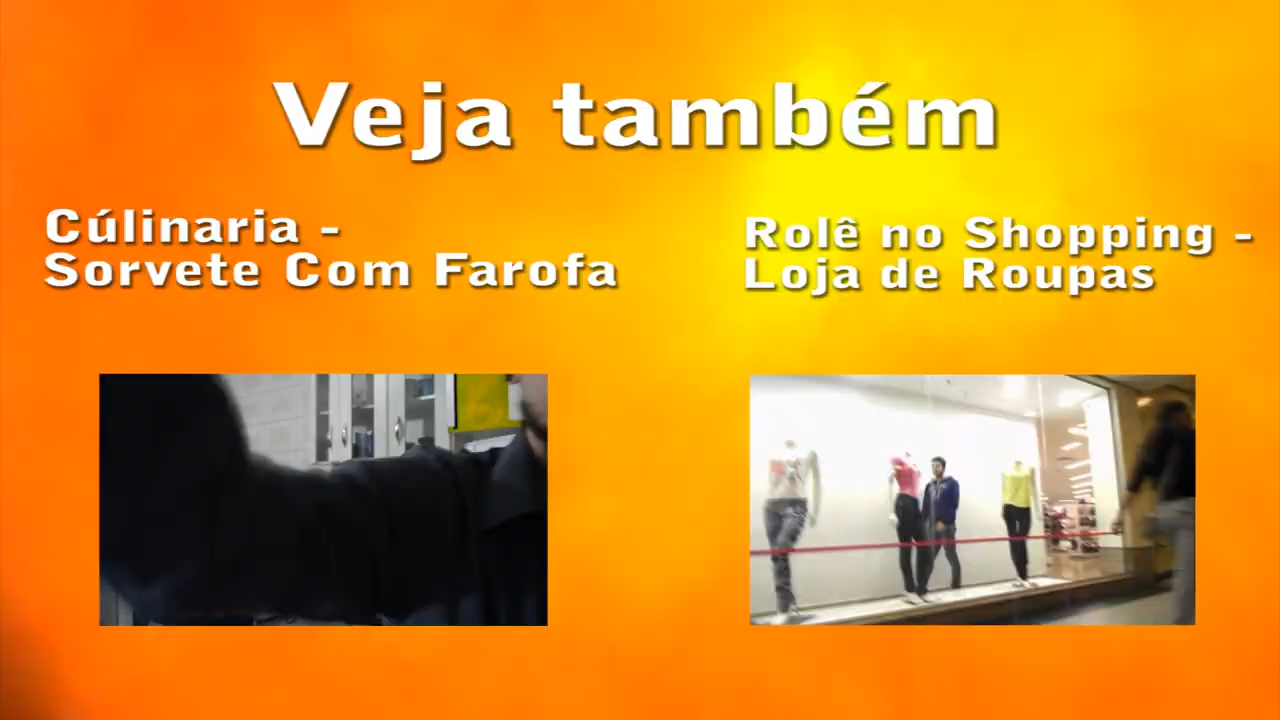 Veja também
Cúlinaria -
Sorvete Com Farofa
Rolê no Shopping -
Loja de Roupas